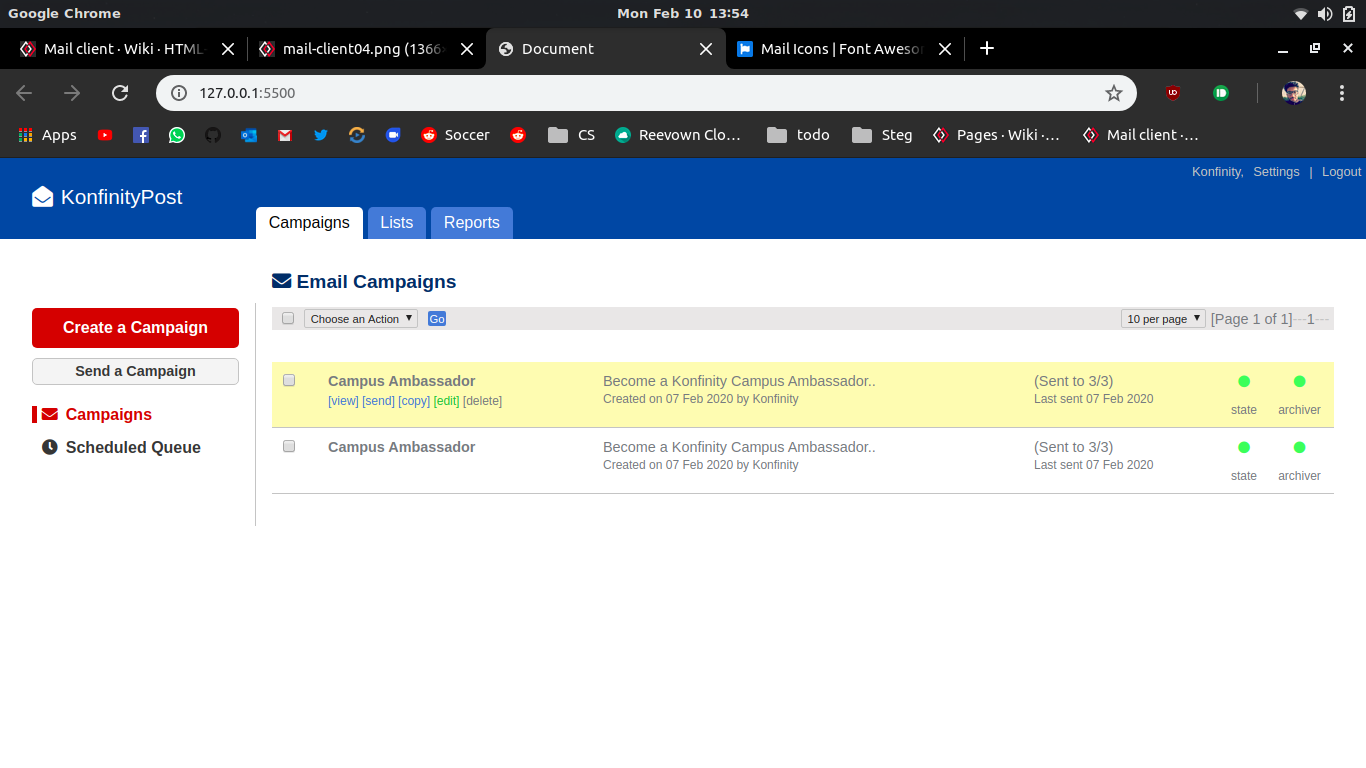 Google Chrome Mon Feb 10 13:54
Mail client · Wiki · HTML mail-client04.png (1366 Document Mail Icons | Font Aweso
127.0.0.1:5500
Apps Soccer CS Reevown Clo… todo Steg Pages · Wiki ·… Mail client ·…
Konfinity, Settings | Logout
KonfinityPost
Campaigns Lists Reports
Email Campaigns
Create a Campaign
Send a Campaign
Campaigns
Scheduled Queue
Choose an Action Go 10 per page [Page 1 of 1]---1---
Campus Ambassador Become a Konfinity Campus Ambassador.. (Sent to 3/3)
[view] [send] [copy] [edit] [delete] Created on 07 Feb 2020 by Konfinity Last sent 07 Feb 2020
state archiver
Campus Ambassador Become a Konfinity Campus Ambassador.. (Sent to 3/3)
Created on 07 Feb 2020 by Konfinity Last sent 07 Feb 2020
state archiver